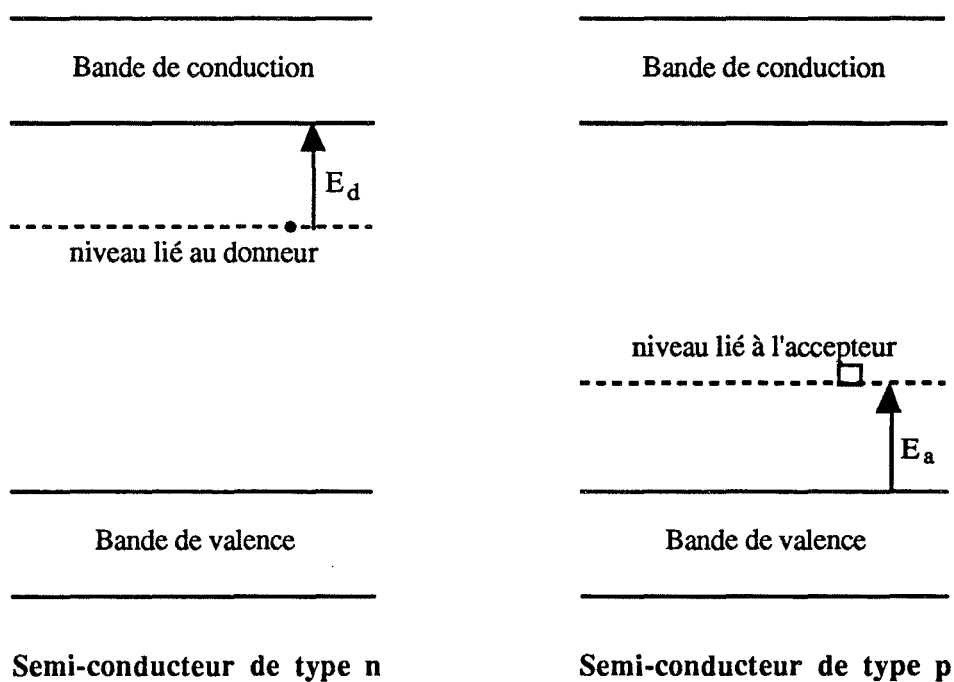 Bande de conduction
E_d
niveau lié au donneur
Bande de valence
Semi-conducteur de type n
Bande de conduction
niveau lié à l'accepteur
E_a
Bande de valence
Semi-conducteur de type p